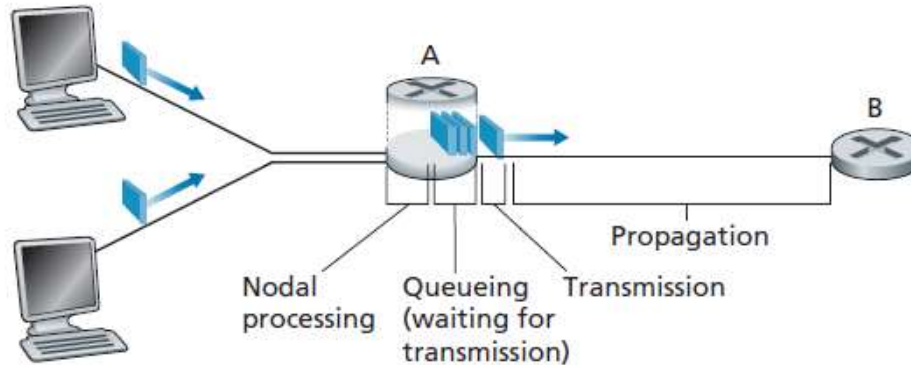 A
B
Propagation
Nodal
processing
Queueing
(waiting for
transmission)
Transmission